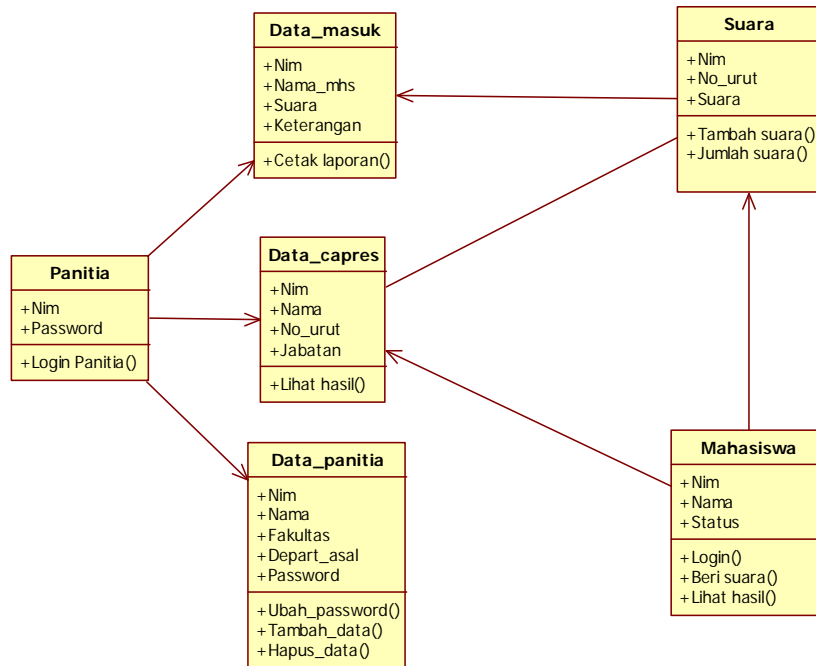 Data_masuk
+Nim
+Nama_mhs
+Suara
+Keterangan
+Cetak laporan()
Suara
+Nim
+No_urut
+Suara
+Tambah suara()
+Jumlah suara()
Panitia
+Nim
+Password
+Login Panitia()
Data_capres
+Nim
+Nama
+No_urut
+Jabatan
+Lihat hasil()
Data_panitia
+Nim
+Nama
+Fakultas
+Depart_asal
+Password
+Ubah_password()
+Tambah_data()
+Hapus_data()
Mahasiswa
+Nim
+Nama
+Status
+Login()
+Beri suara()
+Lihat hasil()